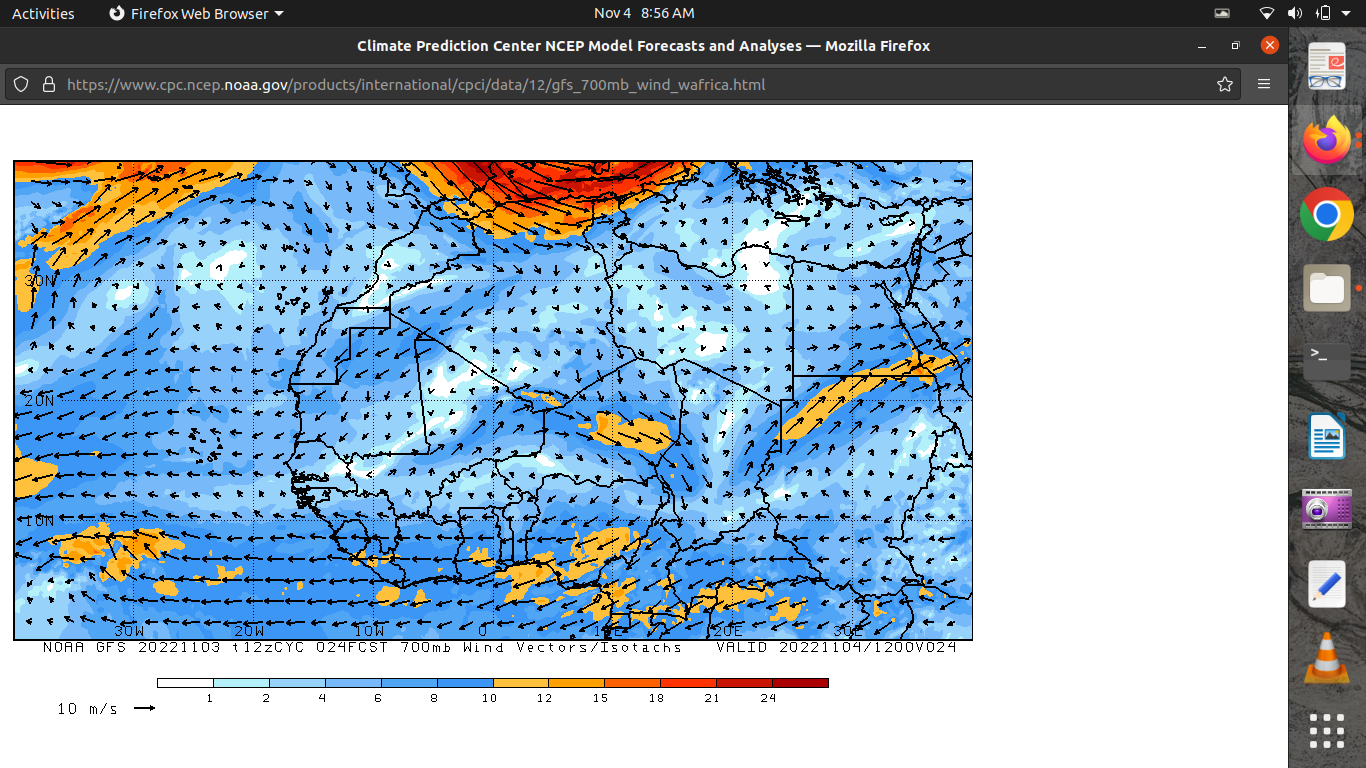 Activities Firefox Web Browser Nov 4 8:56 AM
Climate Prediction Center NCEP Model Forecasts and Analyses — Mozilla Firefox
https://www.cpc.ncep.noaa.gov/products/international/cpci/data/12/gfs_700mb_wind_wafrica.html
30N
20N
10N
30W 20W 10W 0 10E 20E 30E
NOAA GFS 20221103 t12zCYC 024FCST 700mb Wind Vectors/Isotachs VALID 20221104/1200V024
1 2 4 6 8 10 12 15 18 21 24
10 m/s